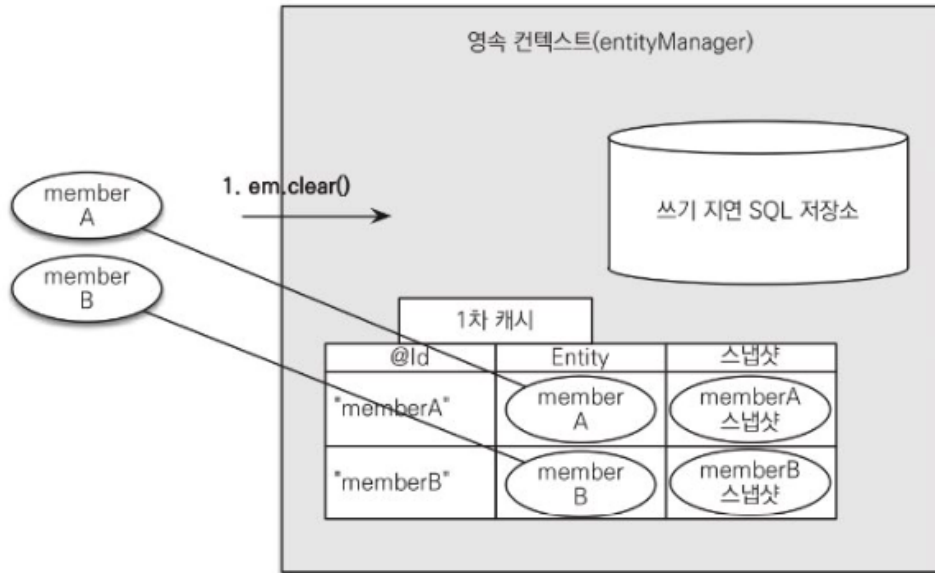 영속 컨텍스트(entityManager)
쓰기 지연 SQL 저장소
1. em.clear()
member
A
member
B
1차 캐시
@Id Entity 스냅샷
"memberA"
member
A
memberA
스냅샷
"memberB"
member
B
memberB
스냅샷